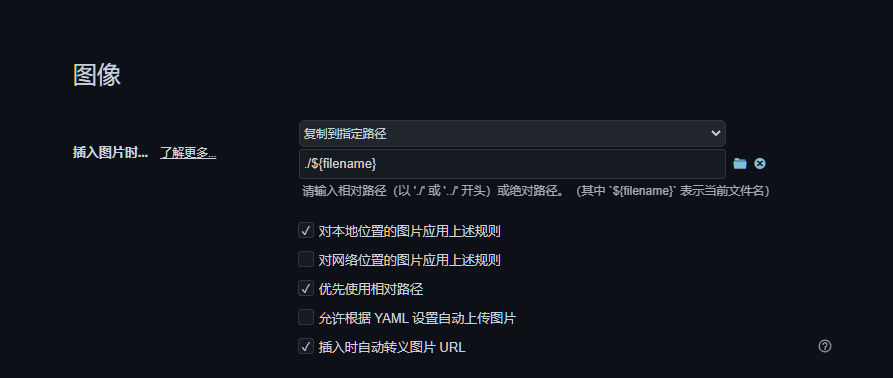 图像
复制到指定路径
插入图片时... 了解更多...
./${filename}
请输入相对路径（以 './' 或 '../' 开头）或绝对路径。（其中 `${filename}` 表示当前文件名）
对本地位置的图片应用上述规则
对网络位置的图片应用上述规则
优先使用相对路径
允许根据 YAML 设置自动上传图片
插入时自动转义图片 URL